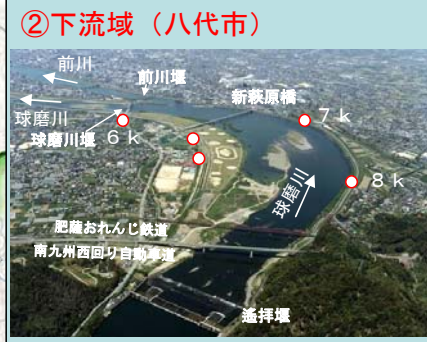 ②下流域（八代市）
前川
前川堰
新萩原橋
球磨川
球磨川堰
６ｋ
７ｋ
８ｋ
球磨川
肥薩おれんじ鉄道
南九州西回り自動車道
遙拝堰